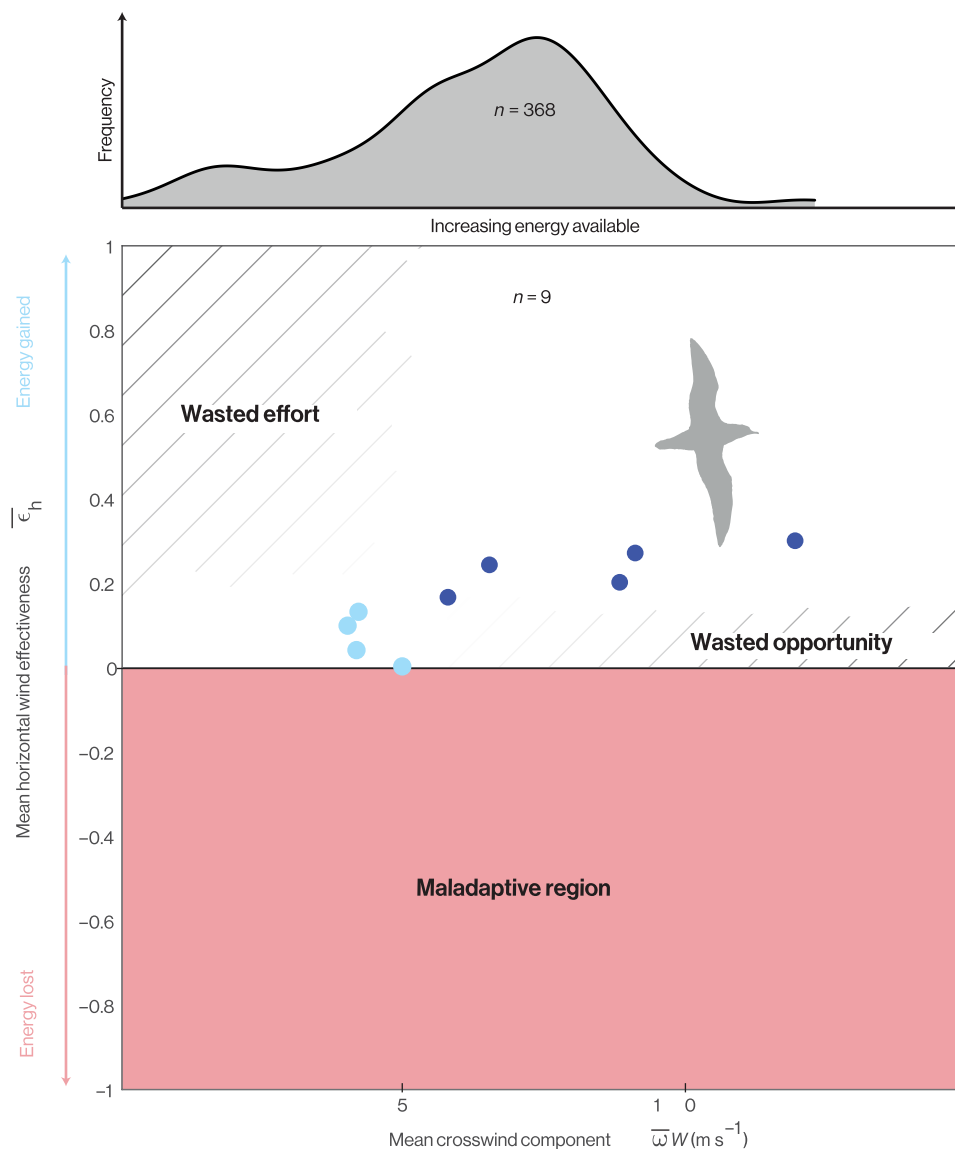 Frequency
n = 368
Increasing energy available
1
0.8
0.6
0.4
0.2
0
−0.2
−0.4
−0.6
−0.8
−1
Energy gained
Mean horizontal wind effectiveness ϵ̅h
Energy lost
n = 9
Wasted effort
Wasted opportunity
Maladaptive region
5
1 0
Mean crosswind component ω̅W (m s−1)